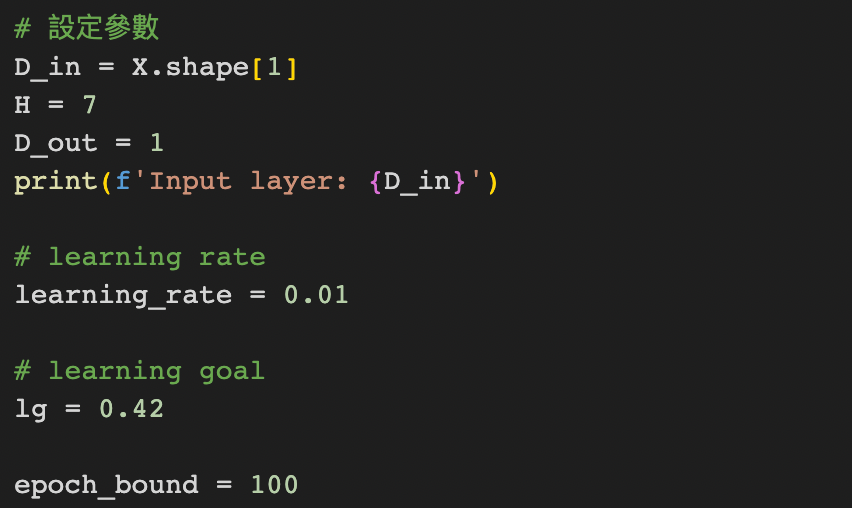 # 設定參數
D_in = X.shape[1]
H = 7
D_out = 1
print(f'Input layer: {D_in}')
# learning rate
learning_rate = 0.01
# learning goal
lg = 0.42
epoch_bound = 100